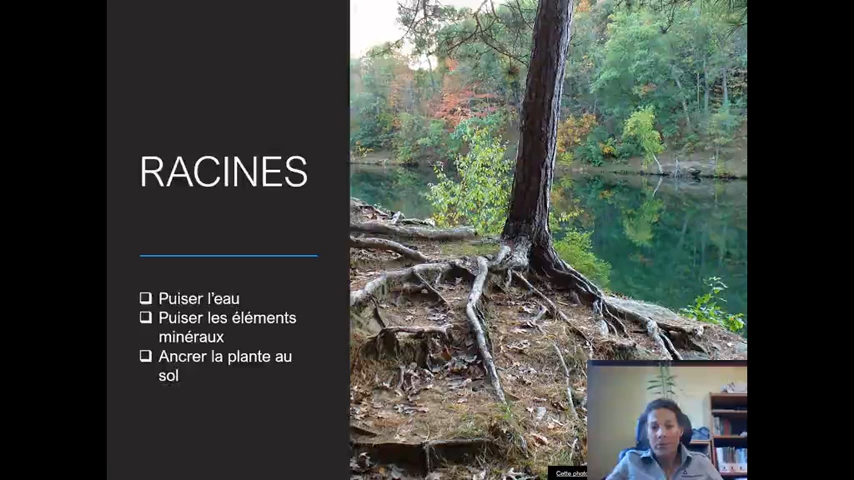 RACINES
❑ Puiser l'eau
❑ Puiser les éléments
minéraux
❑ Ancrer la plante au
sol
Cette photo